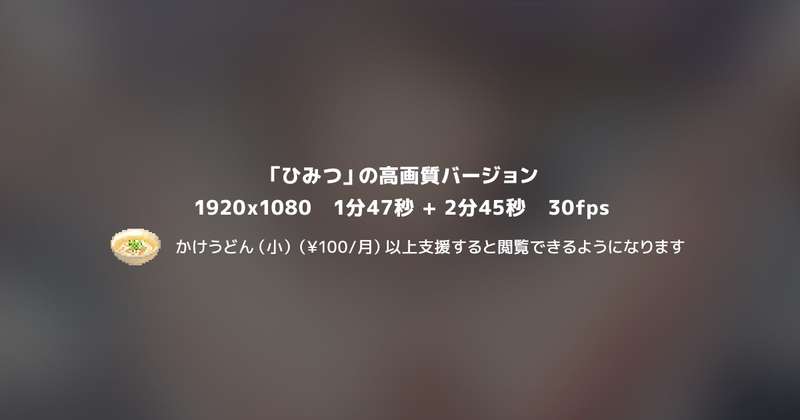 「ひみつ」の高画質バージョン
1920x1080　1分47秒 + 2分45秒　30fps
かけうどん（小）（¥100/月）以上支援すると閲覧できるようになります